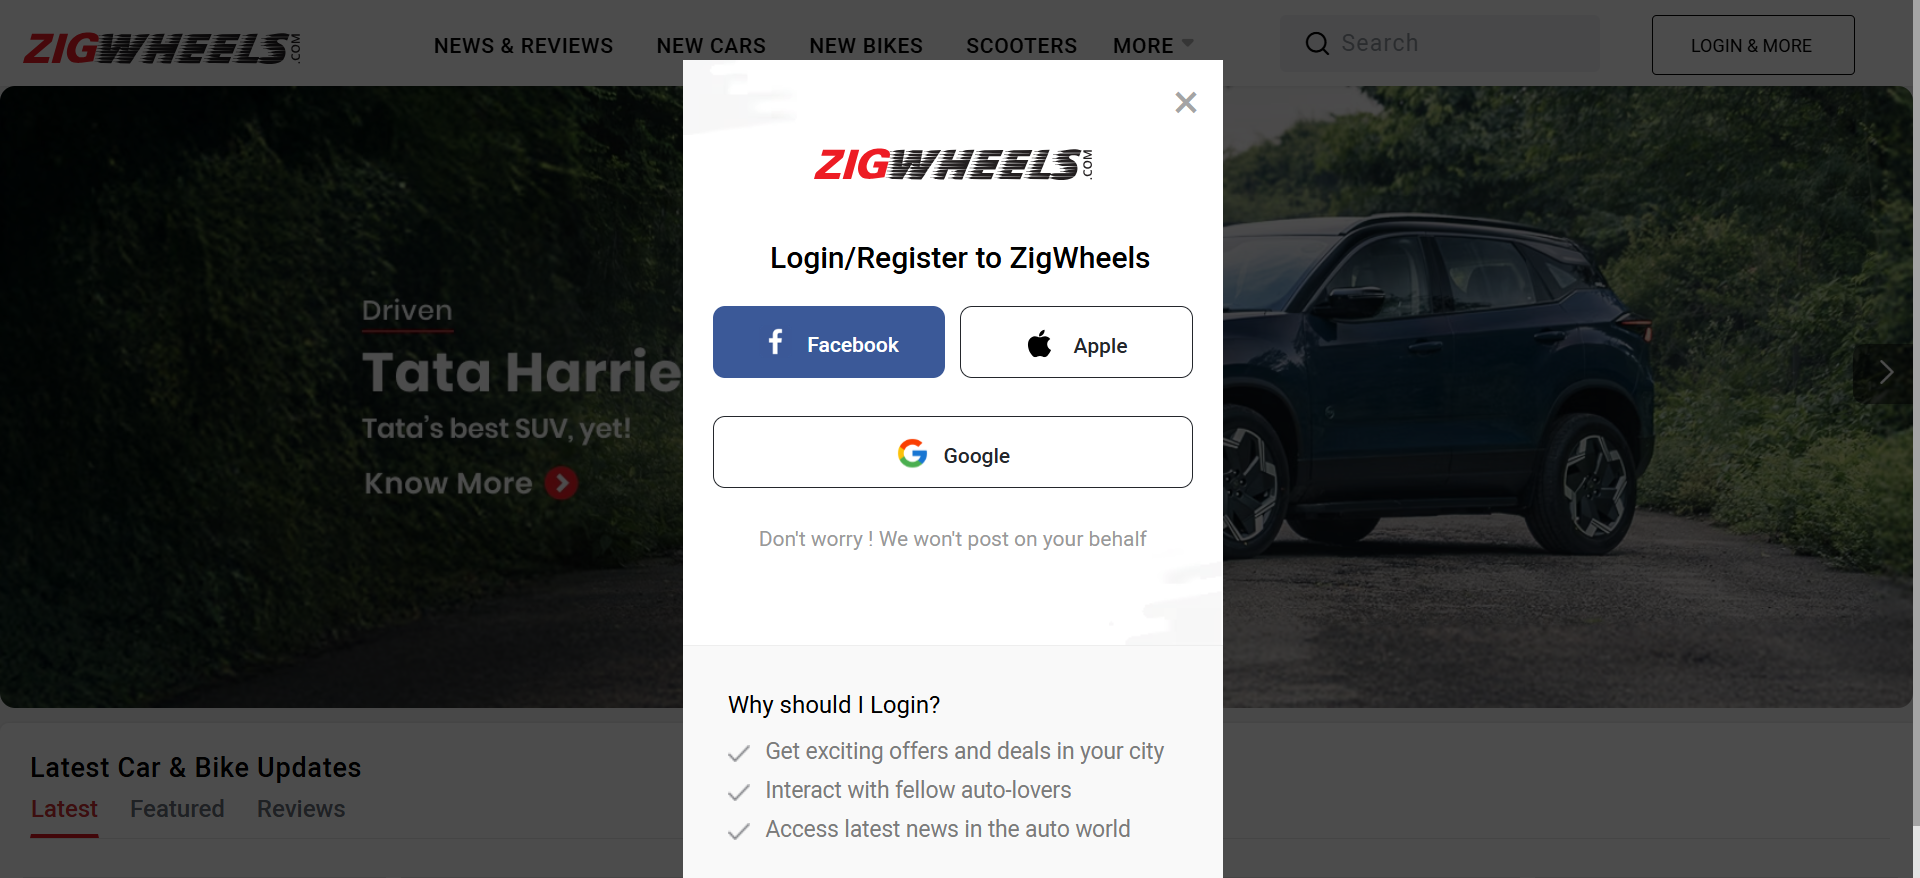 ZIGWHEELS.COM
NEWS & REVIEWS NEW CARS NEW BIKES SCOOTERS MORE
Search
LOGIN & MORE
Driven
Tata Harrie
Tata's best SUV, yet!
Know More
ZIGWHEELS.COM
Login/Register to ZigWheels
Facebook
Apple
Google
Don't worry ! We won't post on your behalf
Why should I Login?
Get exciting offers and deals in your city
Interact with fellow auto-lovers
Access latest news in the auto world
Latest Car & Bike Updates
Latest Featured Reviews